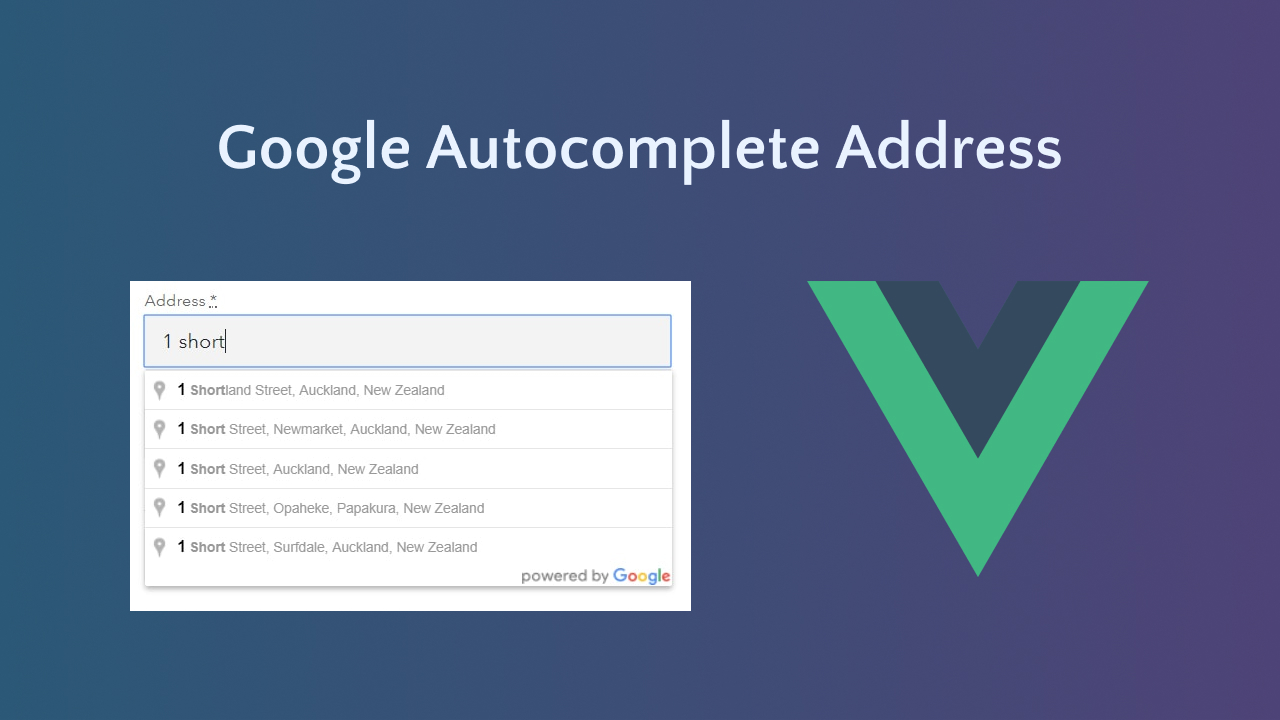 Google Autocomplete Address
Address *
1 short
1 Shortland Street, Auckland, New Zealand
1 Short Street, Newmarket, Auckland, New Zealand
1 Short Street, Auckland, New Zealand
1 Short Street, Opaheke, Papakura, New Zealand
1 Short Street, Surfdale, Auckland, New Zealand
powered by Google